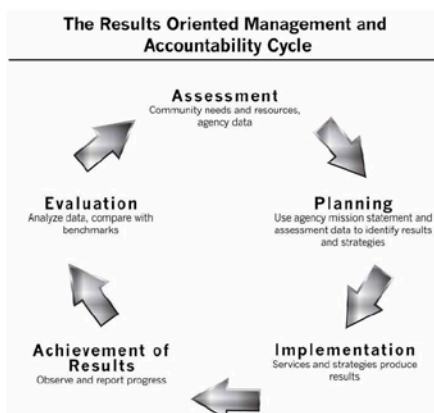 The Results Oriented Management and
Accountability Cycle
Assessment
Community needs and resources,
agency data
Planning
Use agency mission statement and
assessment data to identify results
and strategies
Implementation
Services and strategies produce
results
Achievement of
Results
Observe and report progress
Evaluation
Analyze data, compare with
benchmarks